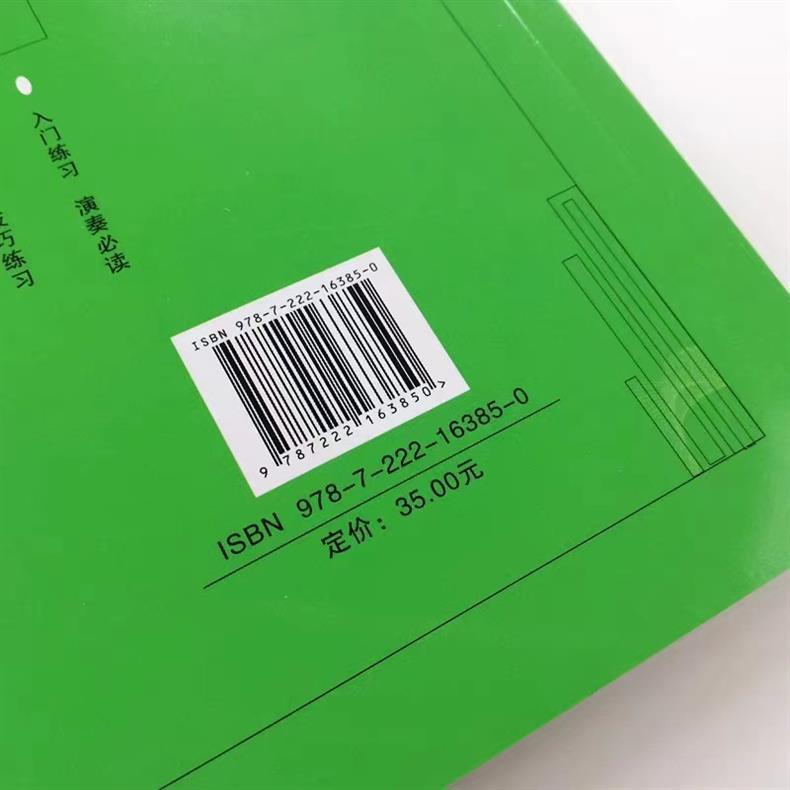 入门练习 演奏必读
巧练习
ISBN 978-7-222-16385-0
9 787222 163850 >
ISBN 978-7-222-16385-0
定价：35.00元